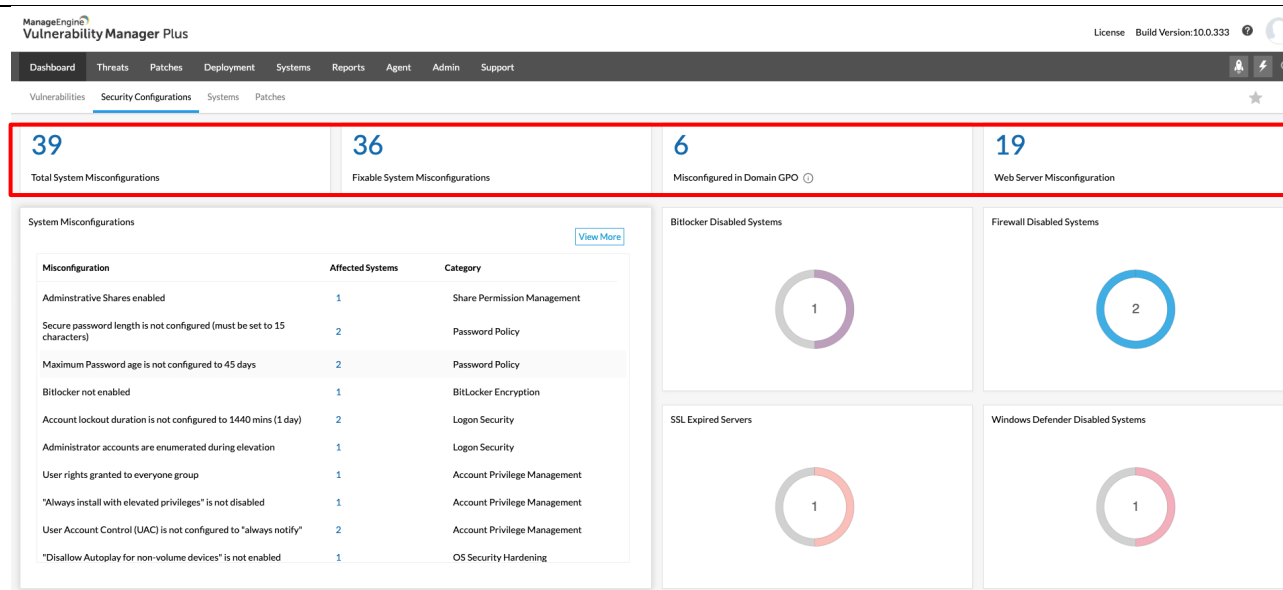 ManageEngine
Vulnerability Manager Plus
License Build Version:10.0.333
Dashboard Threats Patches Deployment Systems Reports Agent Admin Support
Vulnerabilities Security Configurations Systems Patches
39
Total System Misconfigurations
36
Fixable System Misconfigurations
6
Misconfigured in Domain GPO
19
Web Server Misconfiguration
System Misconfigurations
View More
Misconfiguration Affected Systems Category
Adminstrative Shares enabled 1 Share Permission Management
Secure password length is not configured (must be set to 15
characters) 2 Password Policy
Maximum Password age is not configured to 45 days 2 Password Policy
Bitlocker not enabled 1 BitLocker Encryption
Account lockout duration is not configured to 1440 mins (1 day) 2 Logon Security
Administrator accounts are enumerated during elevation 1 Logon Security
User rights granted to everyone group 1 Account Privilege Management
"Always install with elevated privileges" is not disabled 1 Account Privilege Management
User Account Control (UAC) is not configured to "always notify" 2 Account Privilege Management
"Disallow Autoplay for non-volume devices" is not enabled 1 OS Security Hardening
Bitlocker Disabled Systems
1
Firewall Disabled Systems
2
SSL Expired Servers
1
Windows Defender Disabled Systems
1